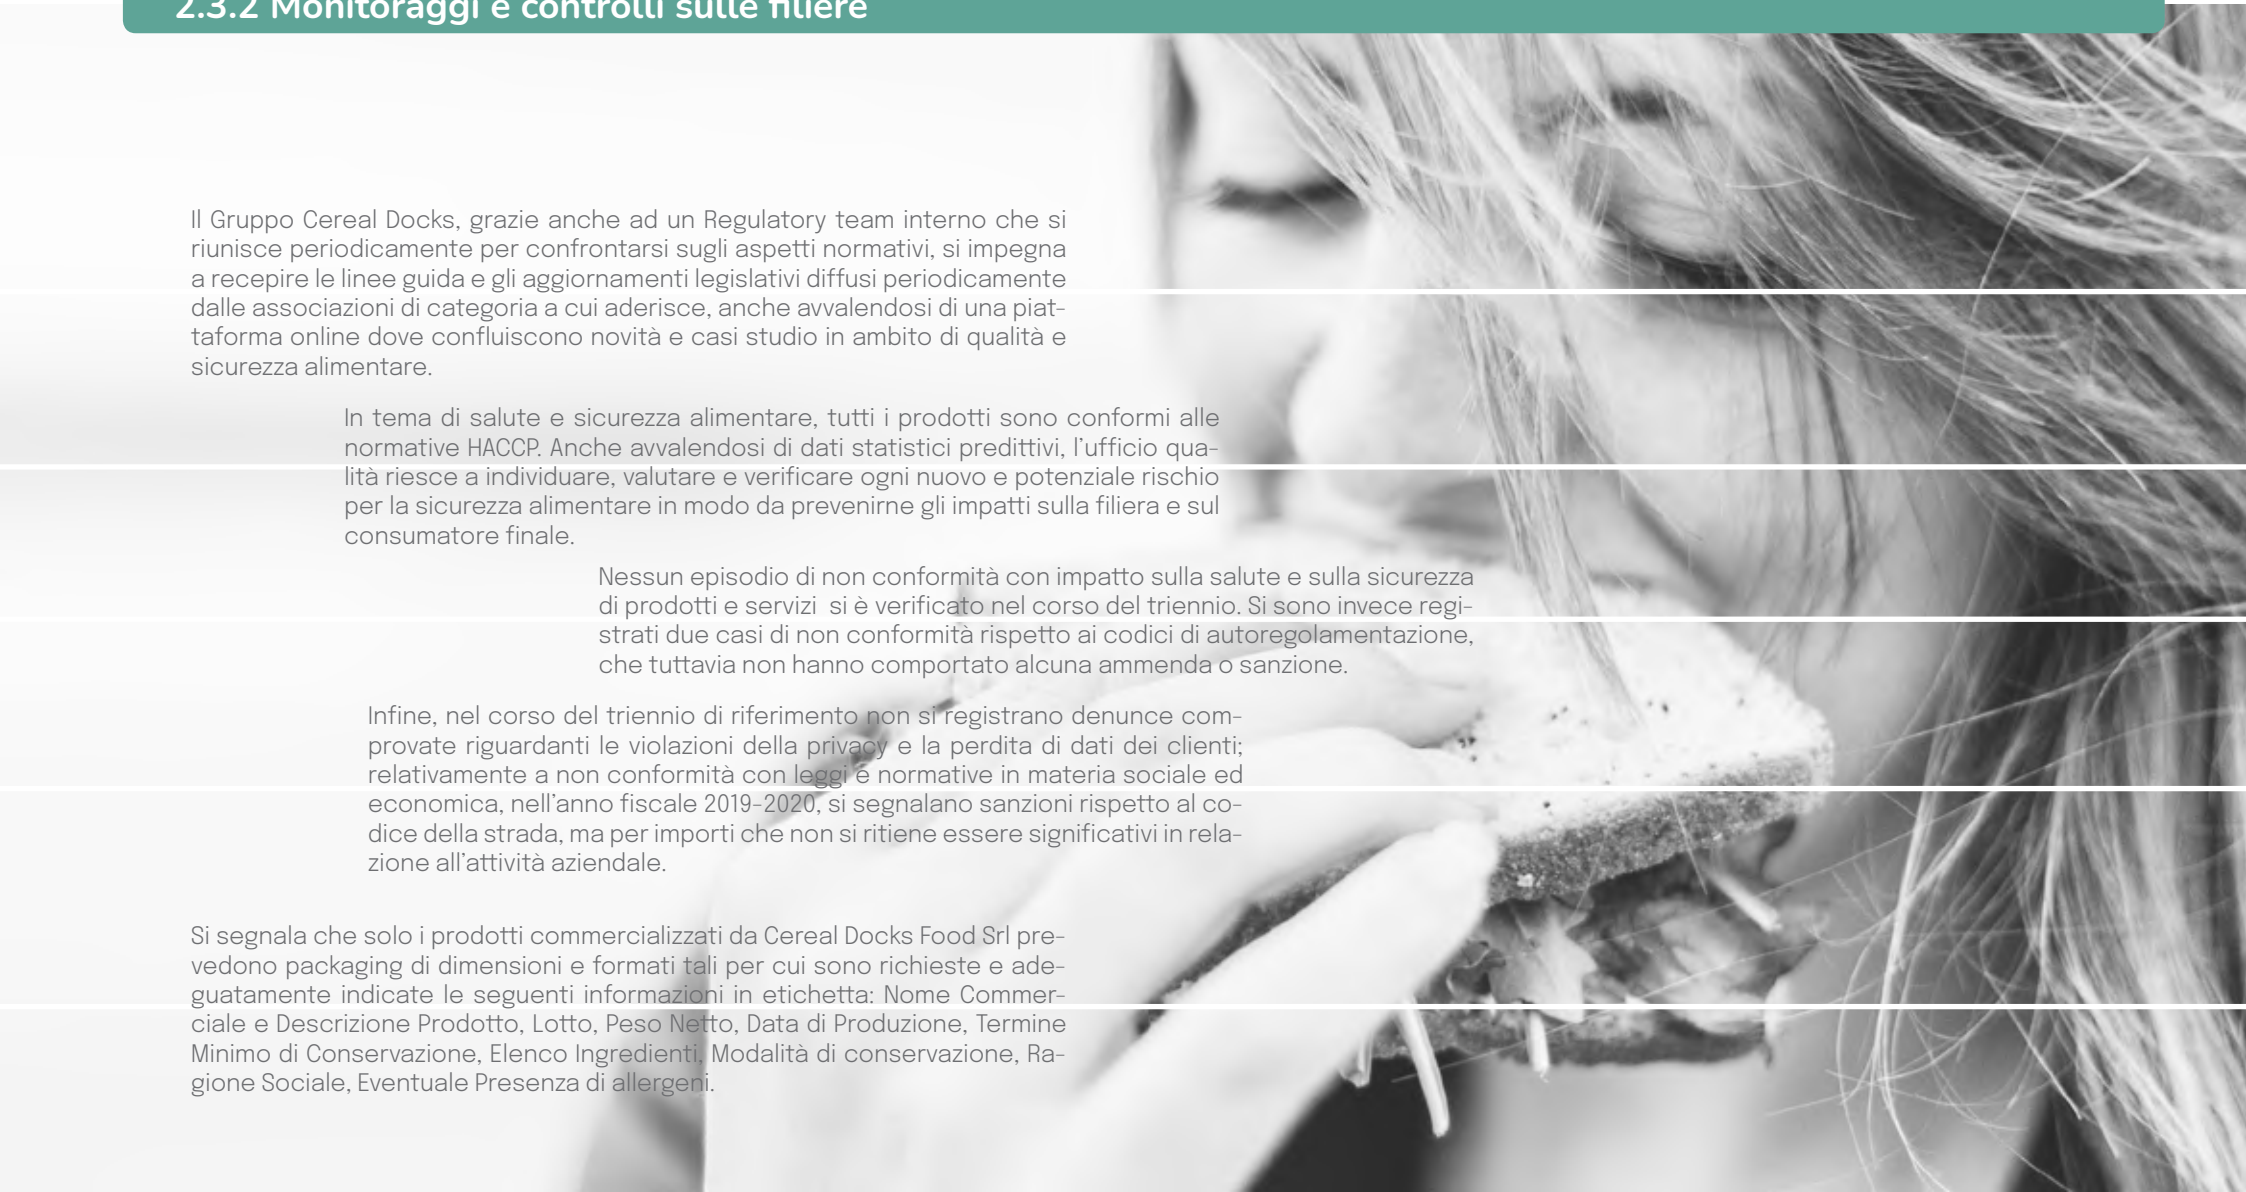 2.3.2 Monitoraggi e controlli sulle filiere
Il Gruppo Cereal Docks, grazie anche ad un Regulatory team interno che si
riunisce periodicamente per confrontarsi sugli aspetti normativi, si impegna
a recepire le linee guida e gli aggiornamenti legislativi diffusi periodicamente
dalle associazioni di categoria a cui aderisce, anche avvalendosi di una piat-
taforma online dove confluiscono novità e casi studio in ambito di qualità e
sicurezza alimentare.
In tema di salute e sicurezza alimentare, tutti i prodotti sono conformi alle
normative HACCP. Anche avvalendosi di dati statistici predittivi, l'ufficio qua-
lità riesce a individuare, valutare e verificare ogni nuovo e potenziale rischio
per la sicurezza alimentare in modo da prevenirne gli impatti sulla filiera e sul
consumatore finale.
Nessun episodio di non conformità con impatto sulla salute e sulla sicurezza
di prodotti e servizi  si è verificato nel corso del triennio. Si sono invece regi-
strati due casi di non conformità rispetto ai codici di autoregolamentazione,
che tuttavia non hanno comportato alcuna ammenda o sanzione.
Infine, nel corso del triennio di riferimento non si registrano denunce com-
provate riguardanti le violazioni della privacy e la perdita di dati dei clienti;
relativamente a non conformità con leggi e normative in materia sociale ed
economica, nell'anno fiscale 2019-2020, si segnalano sanzioni rispetto al co-
dice della strada, ma per importi che non si ritiene essere significativi in rela-
zione all'attività aziendale.
Si segnala che solo i prodotti commercializzati da Cereal Docks Food Srl pre-
vedono packaging di dimensioni e formati tali per cui sono richieste e ade-
guatamente indicate le seguenti informazioni in etichetta: Nome Commer-
ciale e Descrizione Prodotto, Lotto, Peso Netto, Data di Produzione, Termine
Minimo di Conservazione, Elenco Ingredienti, Modalità di conservazione, Ra-
gione Sociale, Eventuale Presenza di allergeni.